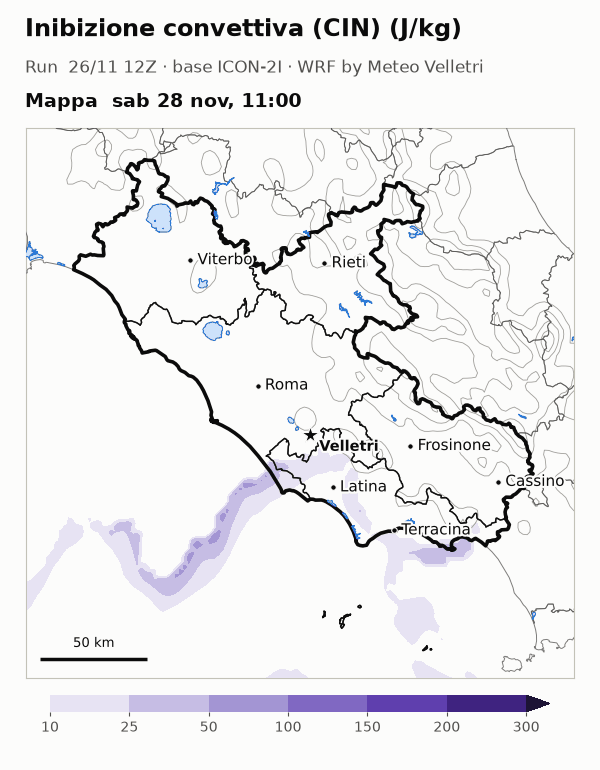 Inibizione convettiva (CIN) (J/kg)
Run  26/11 12Z · base ICON-2I · WRF by Meteo Velletri
Mappa  sab 28 nov, 11:00
Viterbo
Rieti
Roma
Velletri
Frosinone
Latina
Cassino
Terracina
50 km
10 25 50 100 150 200 300